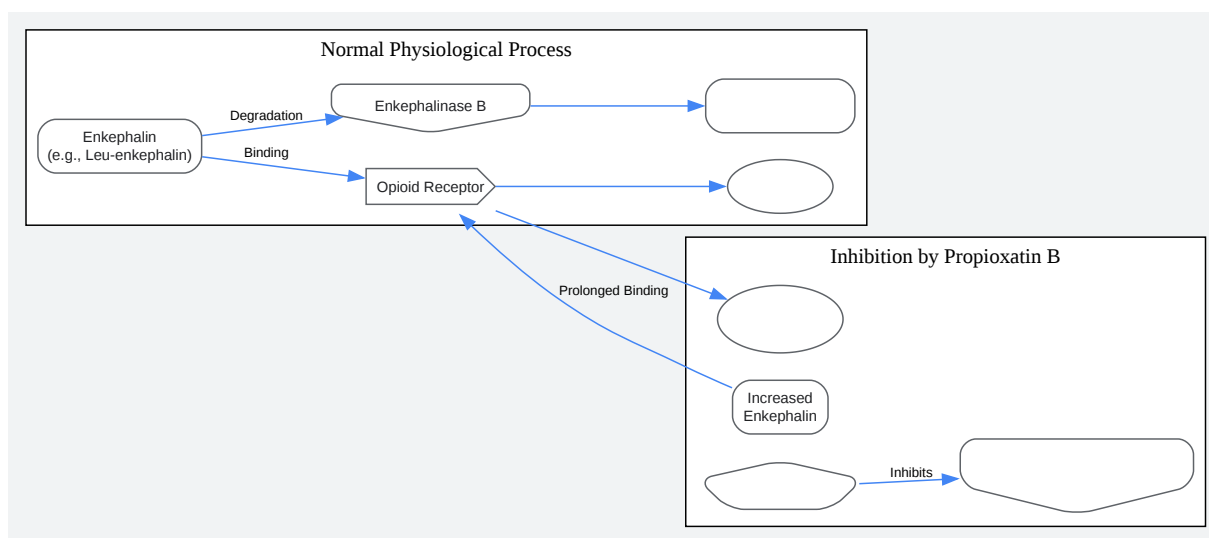 Normal Physiological Process
Enkephalinase B
Degradation
Enkephalin
(e.g., Leu-enkephalin)
Binding
Opioid Receptor
Inhibition by Propioxatin B
Prolonged Binding
Increased
Enkephalin
Inhibits